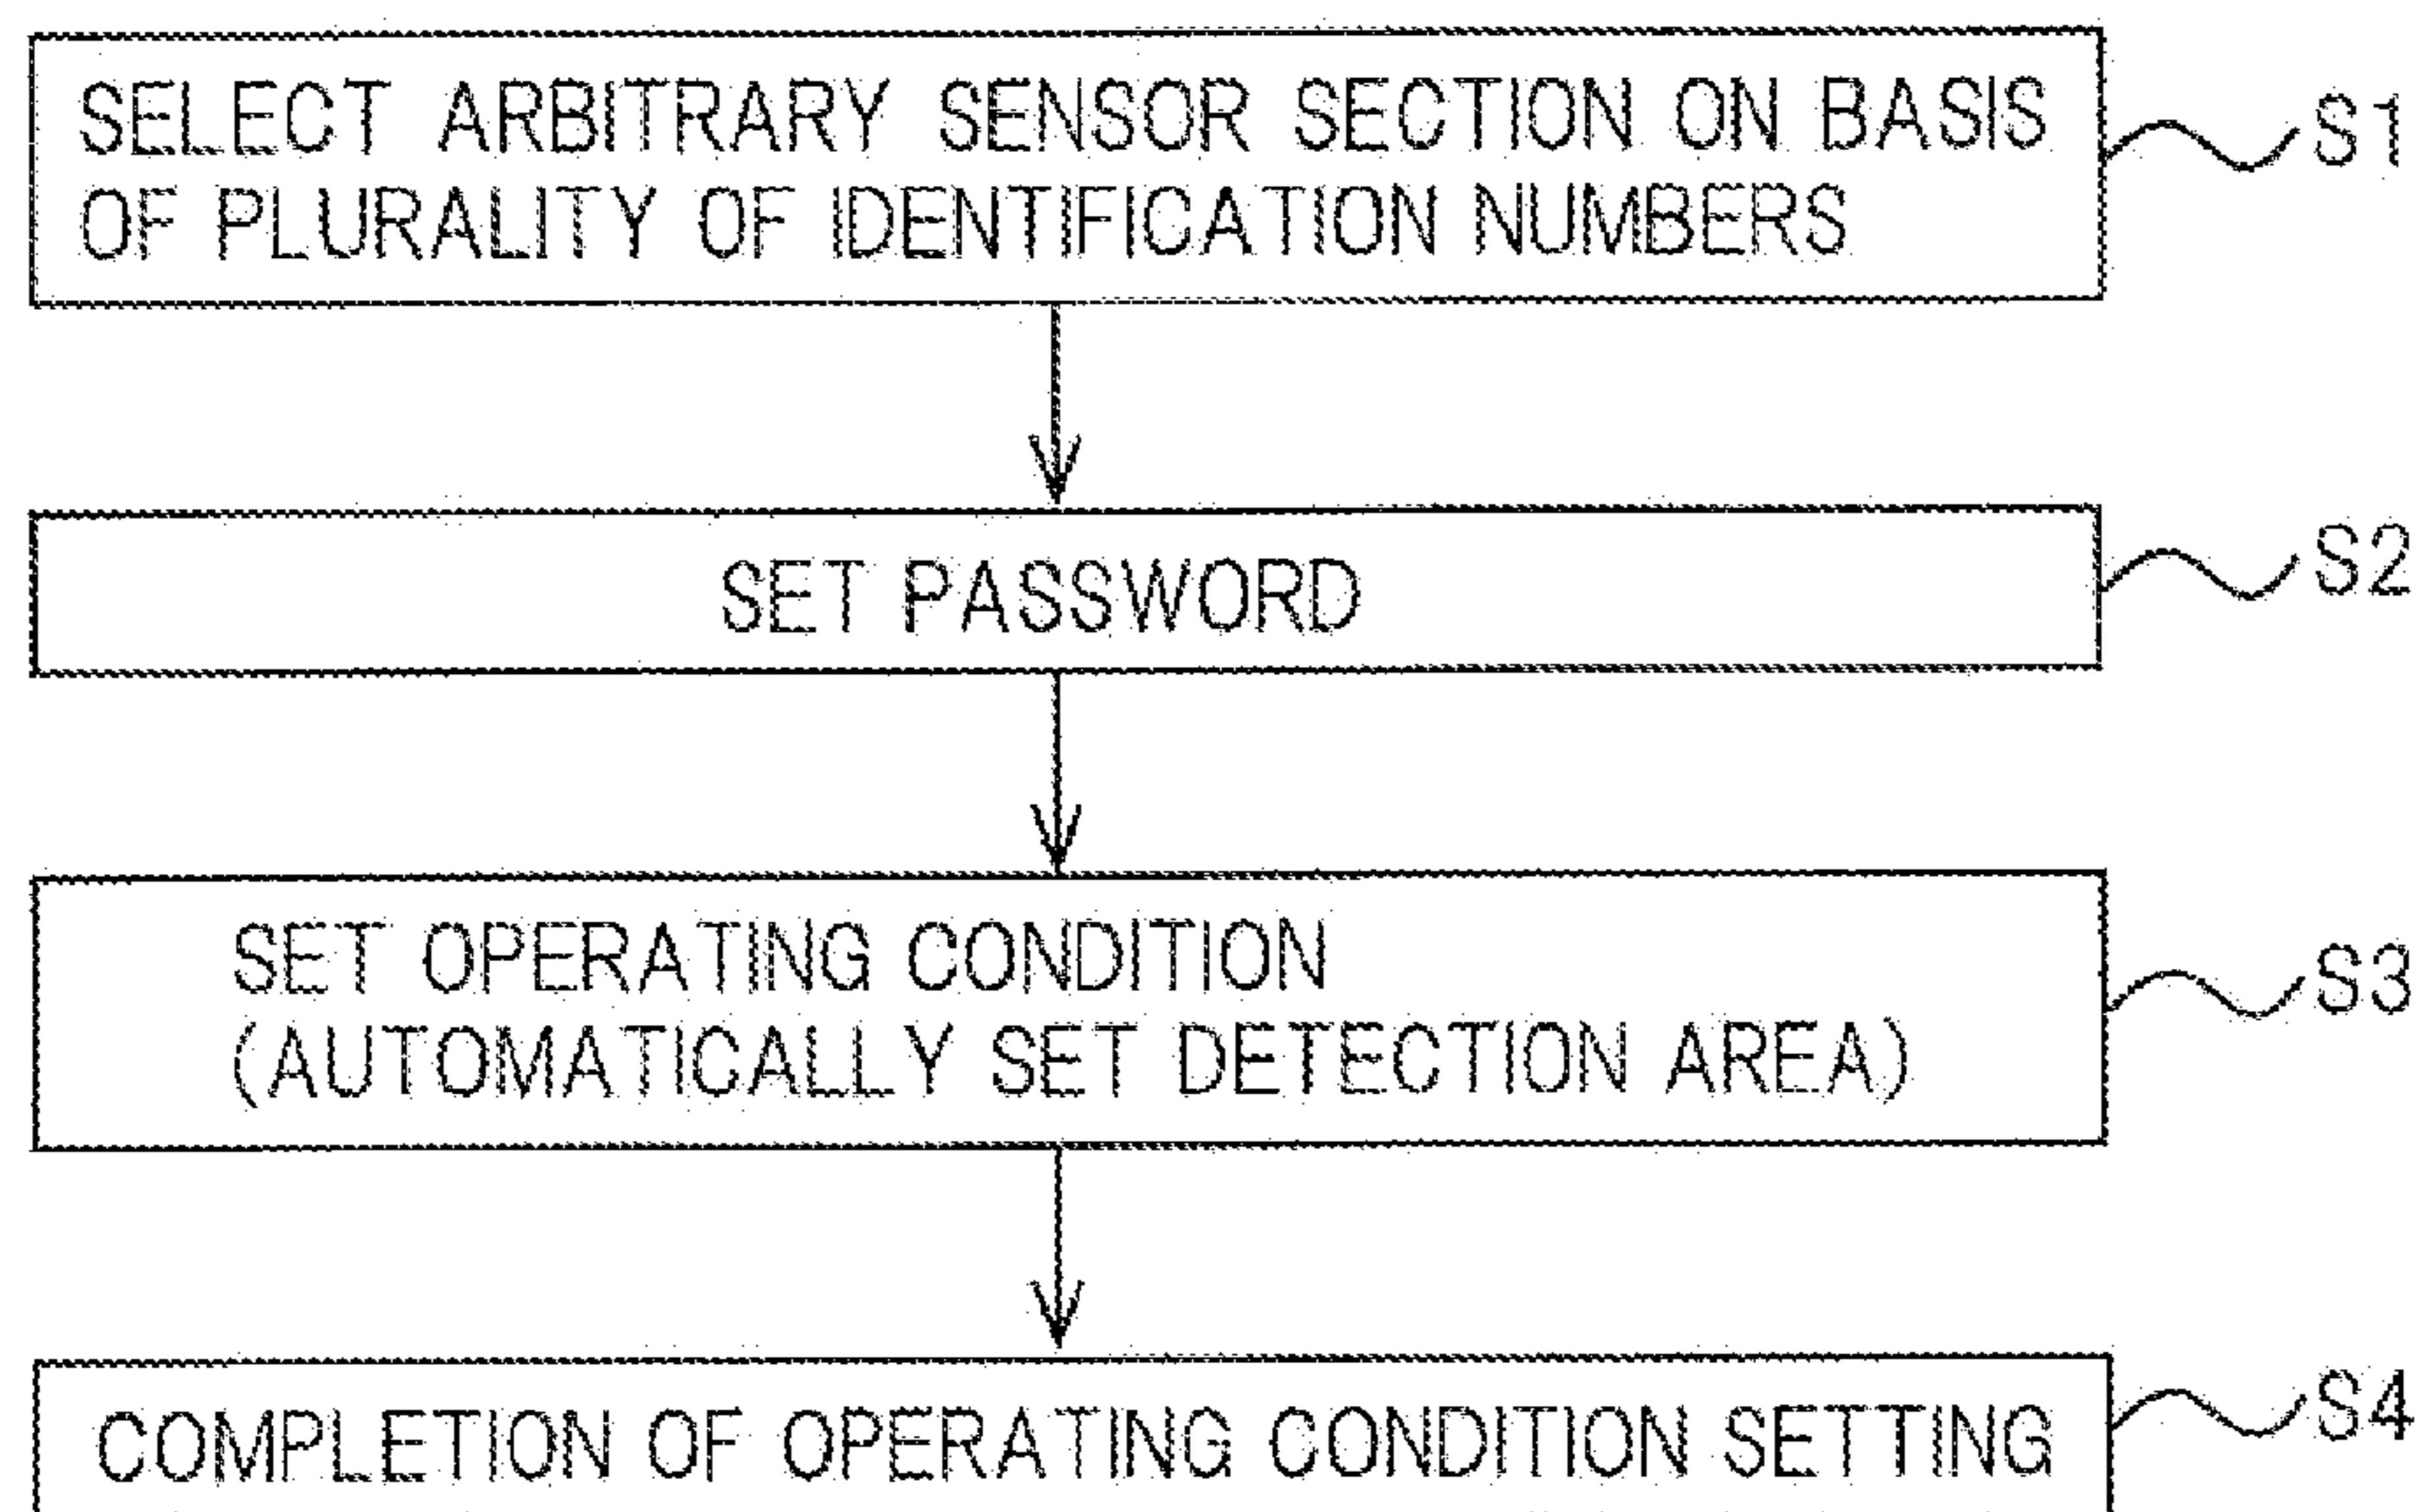 SELECT ARBITRARY SENSOR SECTION ON BASIS
OF PLURALITY OF IDENTIFICATION NUMBERS
S1
SET PASSWORD
S2
SET OPERATING CONDITION
(AUTOMATICALLY SET DETECTION AREA)
S3
COMPLETION OF OPERATING CONDITION SETTING
S4